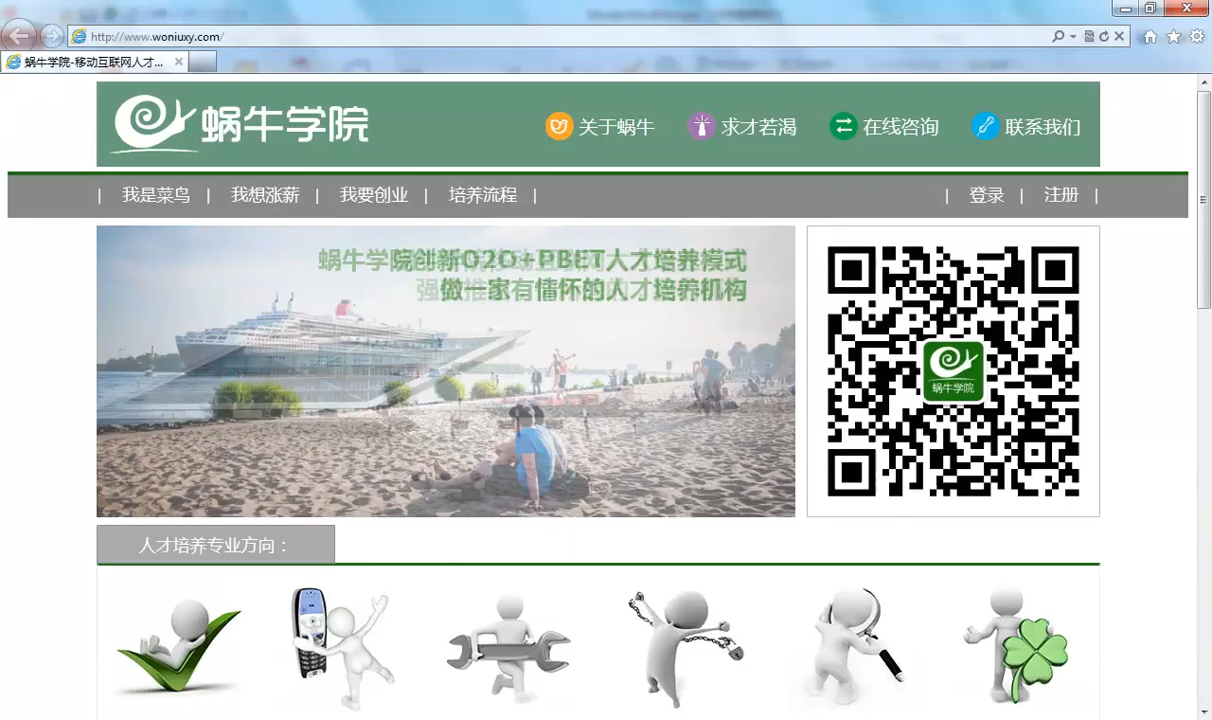 http://www.woniuxy.com/
蜗牛学院-移动互联网人才...
蜗牛学院
关于蜗牛
求才若渴
在线咨询
联系我们
| 我是菜鸟 | 我想涨薪 | 我要创业 | 培养流程 |
| 登录 | 注册 |
蜗牛学院创新O2O+PBET人才培养模式
做一家有情怀的人才培养机构
蜗牛学院
人才培养专业方向：